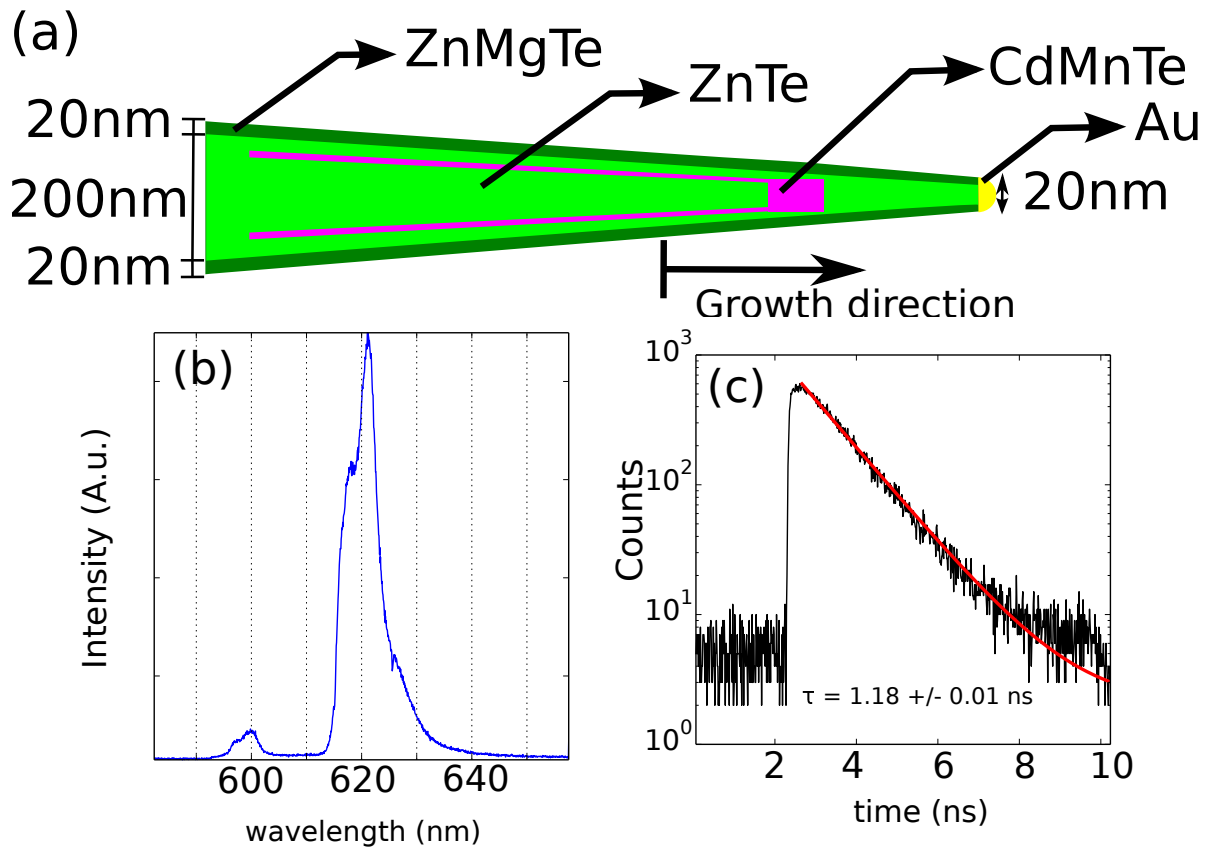 (a)
ZnMgTe
ZnTe
CdMnTe
Au
20nm
200nm
20nm
20nm
Growth direction
(b)
Intensity (A.u.)
600 620 640
wavelength (nm)
(c)
10³
10²
10¹
10⁰
Counts
τ = 1.18 +/- 0.01 ns
2 4 6 8 10
time (ns)